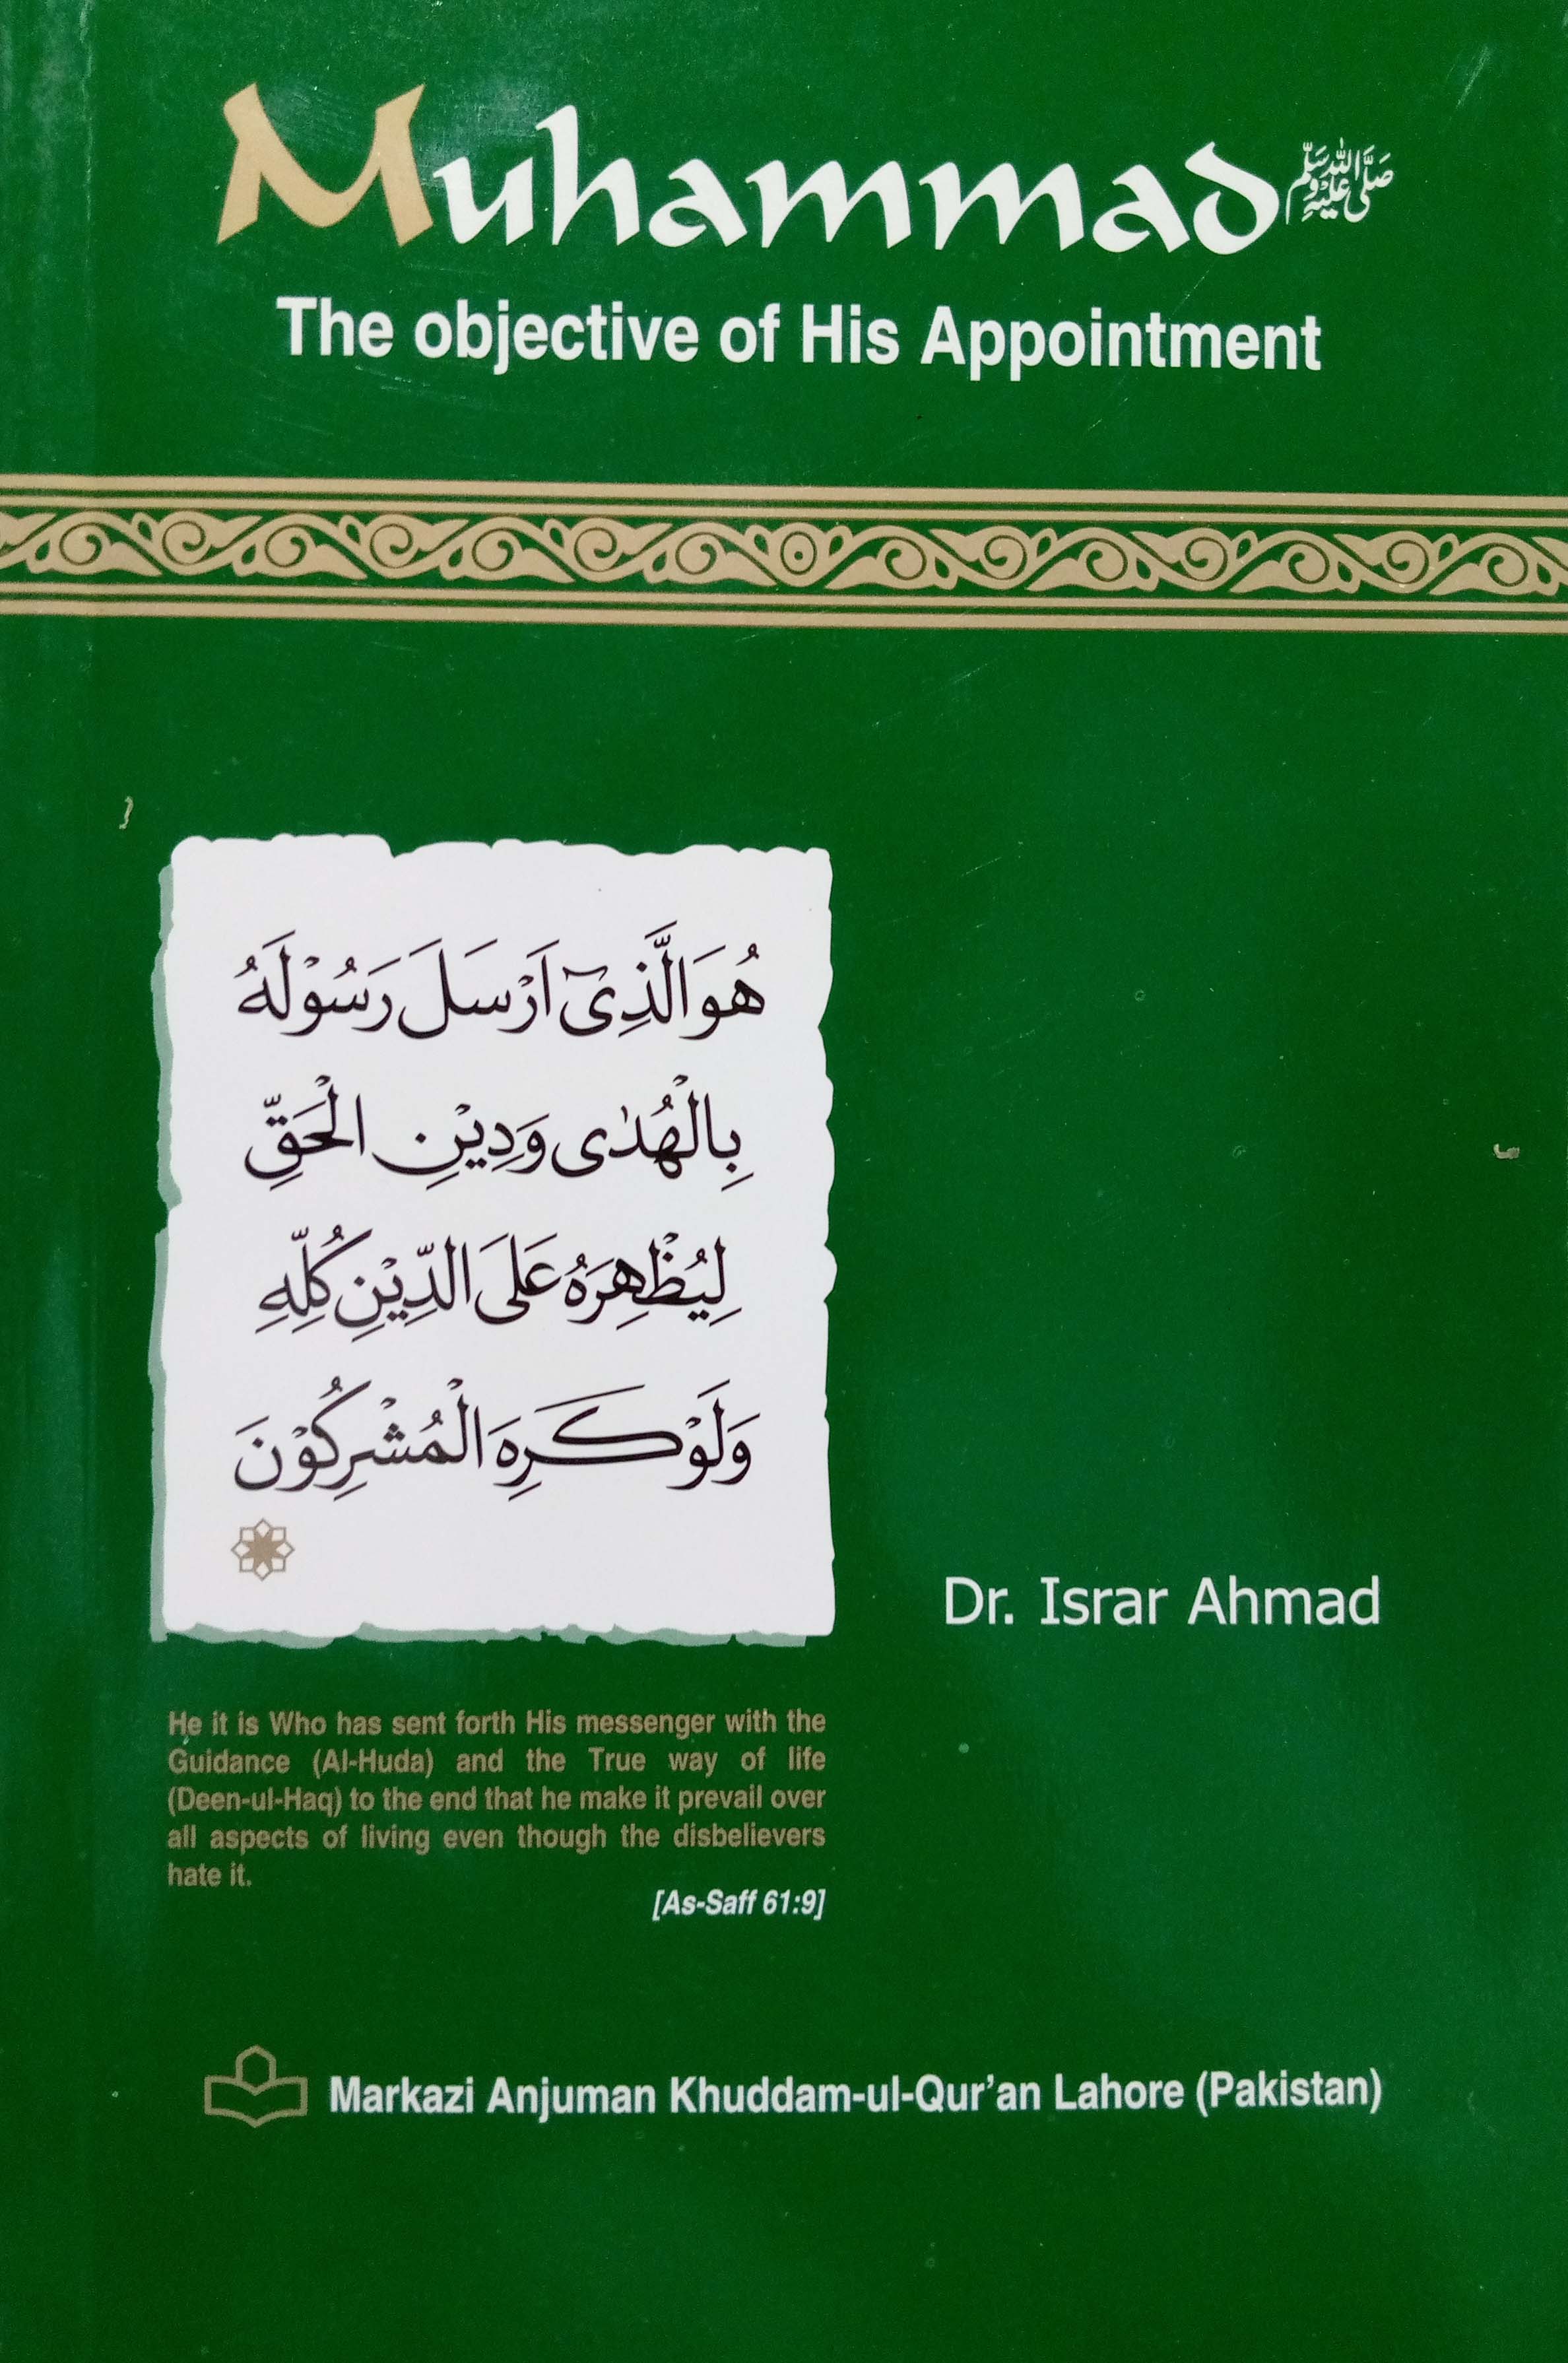 Muhammad ﷺ
The objective of His Appointment
هُوَ الَّذِیْۤ اَرْسَلَ رَسُوْلَهُ
بِالْهُدٰی وَدِیْنِ الْحَقِّ
لِیُظْهِرَهُ عَلَی الدِّیْنِ کُلِّهِ
وَلَوْ کَرِهَ الْمُشْرِکُوْنَ
Dr. Israr Ahmad
He it is Who has sent forth His messenger with the
Guidance (Al-Huda) and the True way of life
(Deen-ul-Haq) to the end that he make it prevail over
all aspects of living even though the disbelievers
hate it.
[As-Saff 61:9]
Markazi Anjuman Khuddam-ul-Qur’an Lahore (Pakistan)